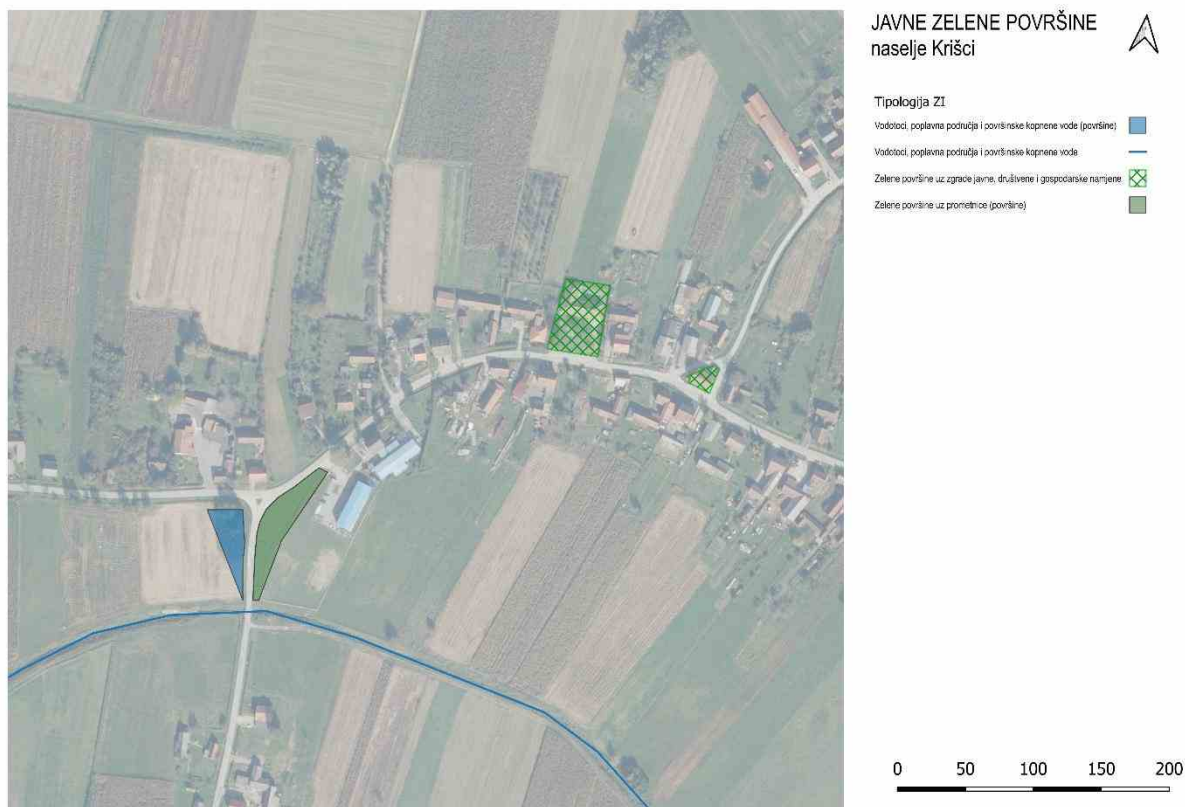 JAVNE ZELENE POVRŠINE
naselje Krišci
Tipologija ZI
Vodotoci, poplavna područja i površinske kopnene vode (površine)
Vodotoci, poplavna područja i površinske kopnene vode
Zelene površine uz zgrade javne, društvene i gospodarske namjene
Zelene površine uz prometnice (površine)
0 50 100 150 200